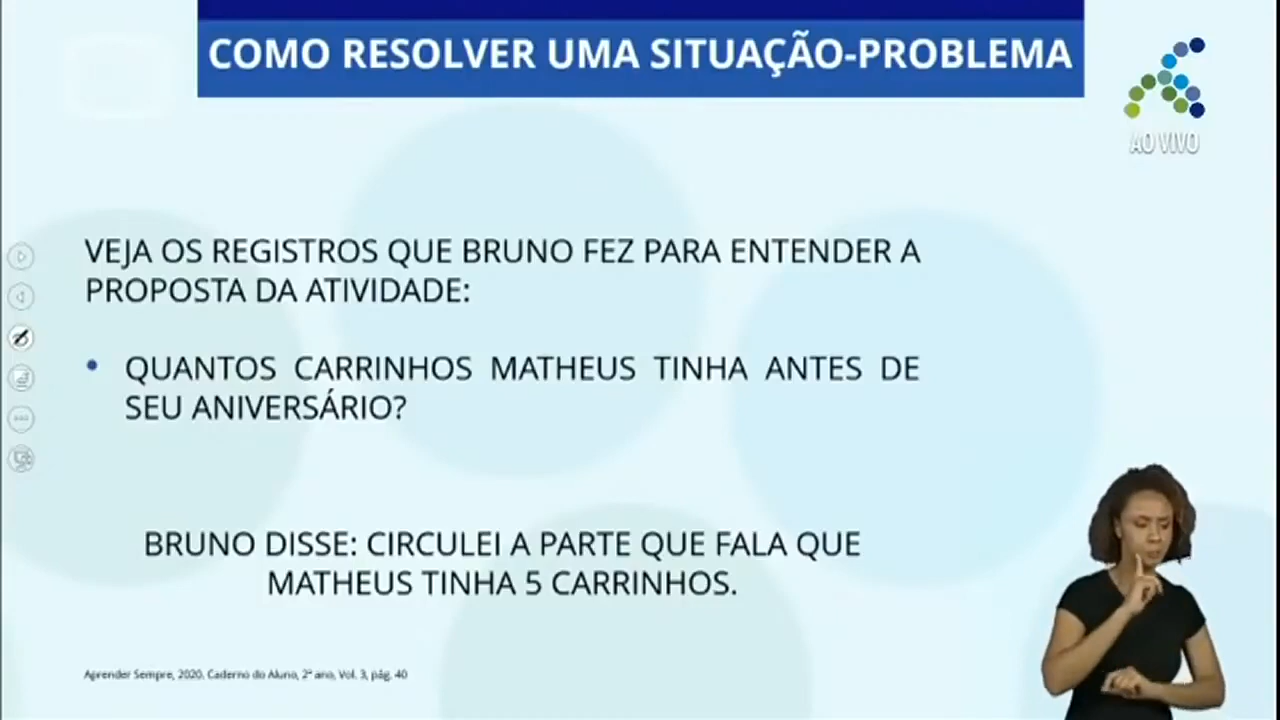 COMO RESOLVER UMA SITUAÇÃO-PROBLEMA
AO VIVO
VEJA OS REGISTROS QUE BRUNO FEZ PARA ENTENDER A
PROPOSTA DA ATIVIDADE:
• QUANTOS CARRINHOS MATHEUS TINHA ANTES DE
SEU ANIVERSÁRIO?
BRUNO DISSE: CIRCULEI A PARTE QUE FALA QUE
MATHEUS TINHA 5 CARRINHOS.
Aprender Sempre, 2020. Caderno do Aluno, 2º ano, Vol. 3, pág. 40